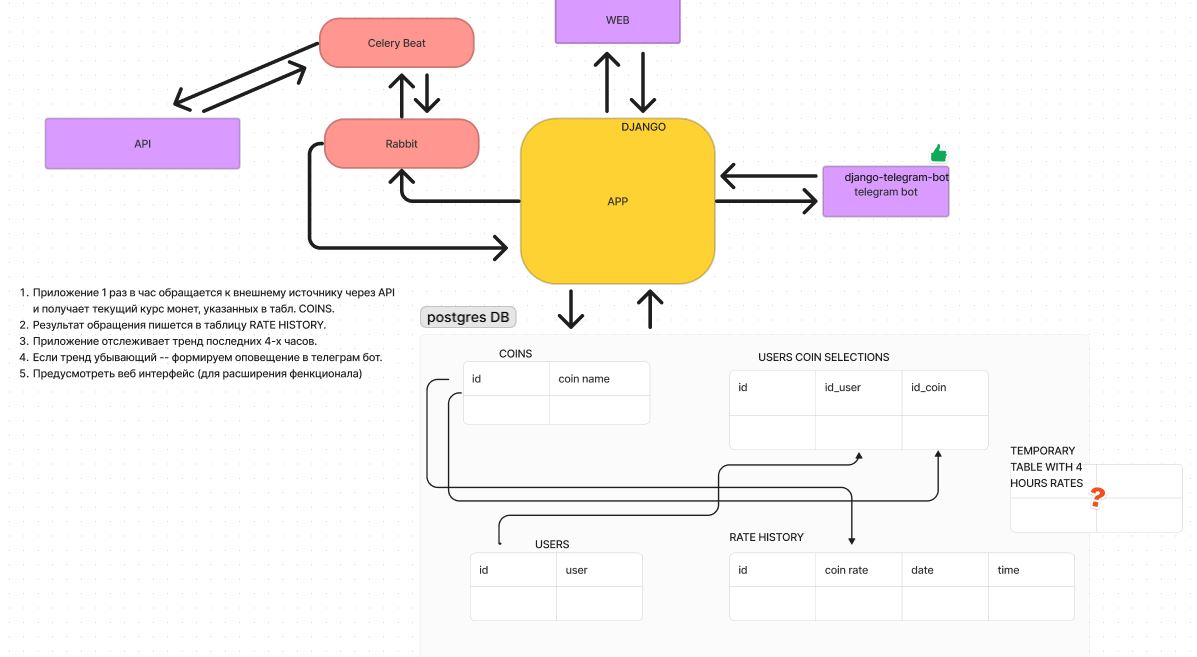 WEB
Celery Beat
API
Rabbit
DJANGO
APP
django-telegram-bot
telegram bot
1. Приложение 1 раз в час обращается к внешнему источнику через API
и получает текущий курс монет, указанных в табл. COINS.
2. Результат обращения пишется в таблицу RATE HISTORY.
3. Приложение отслеживает тренд последних 4-х часов.
4. Если тренд убывающий -- формируем оповещение в телеграм бот.
5. Предусмотреть веб интерфейс (для расширения фенкционала)
postgres DB
COINS
id coin name
USERS COIN SELECTIONS
id id_user id_coin
TEMPORARY
TABLE WITH 4
HOURS RATES
?
USERS
id user
RATE HISTORY
id coin rate date time